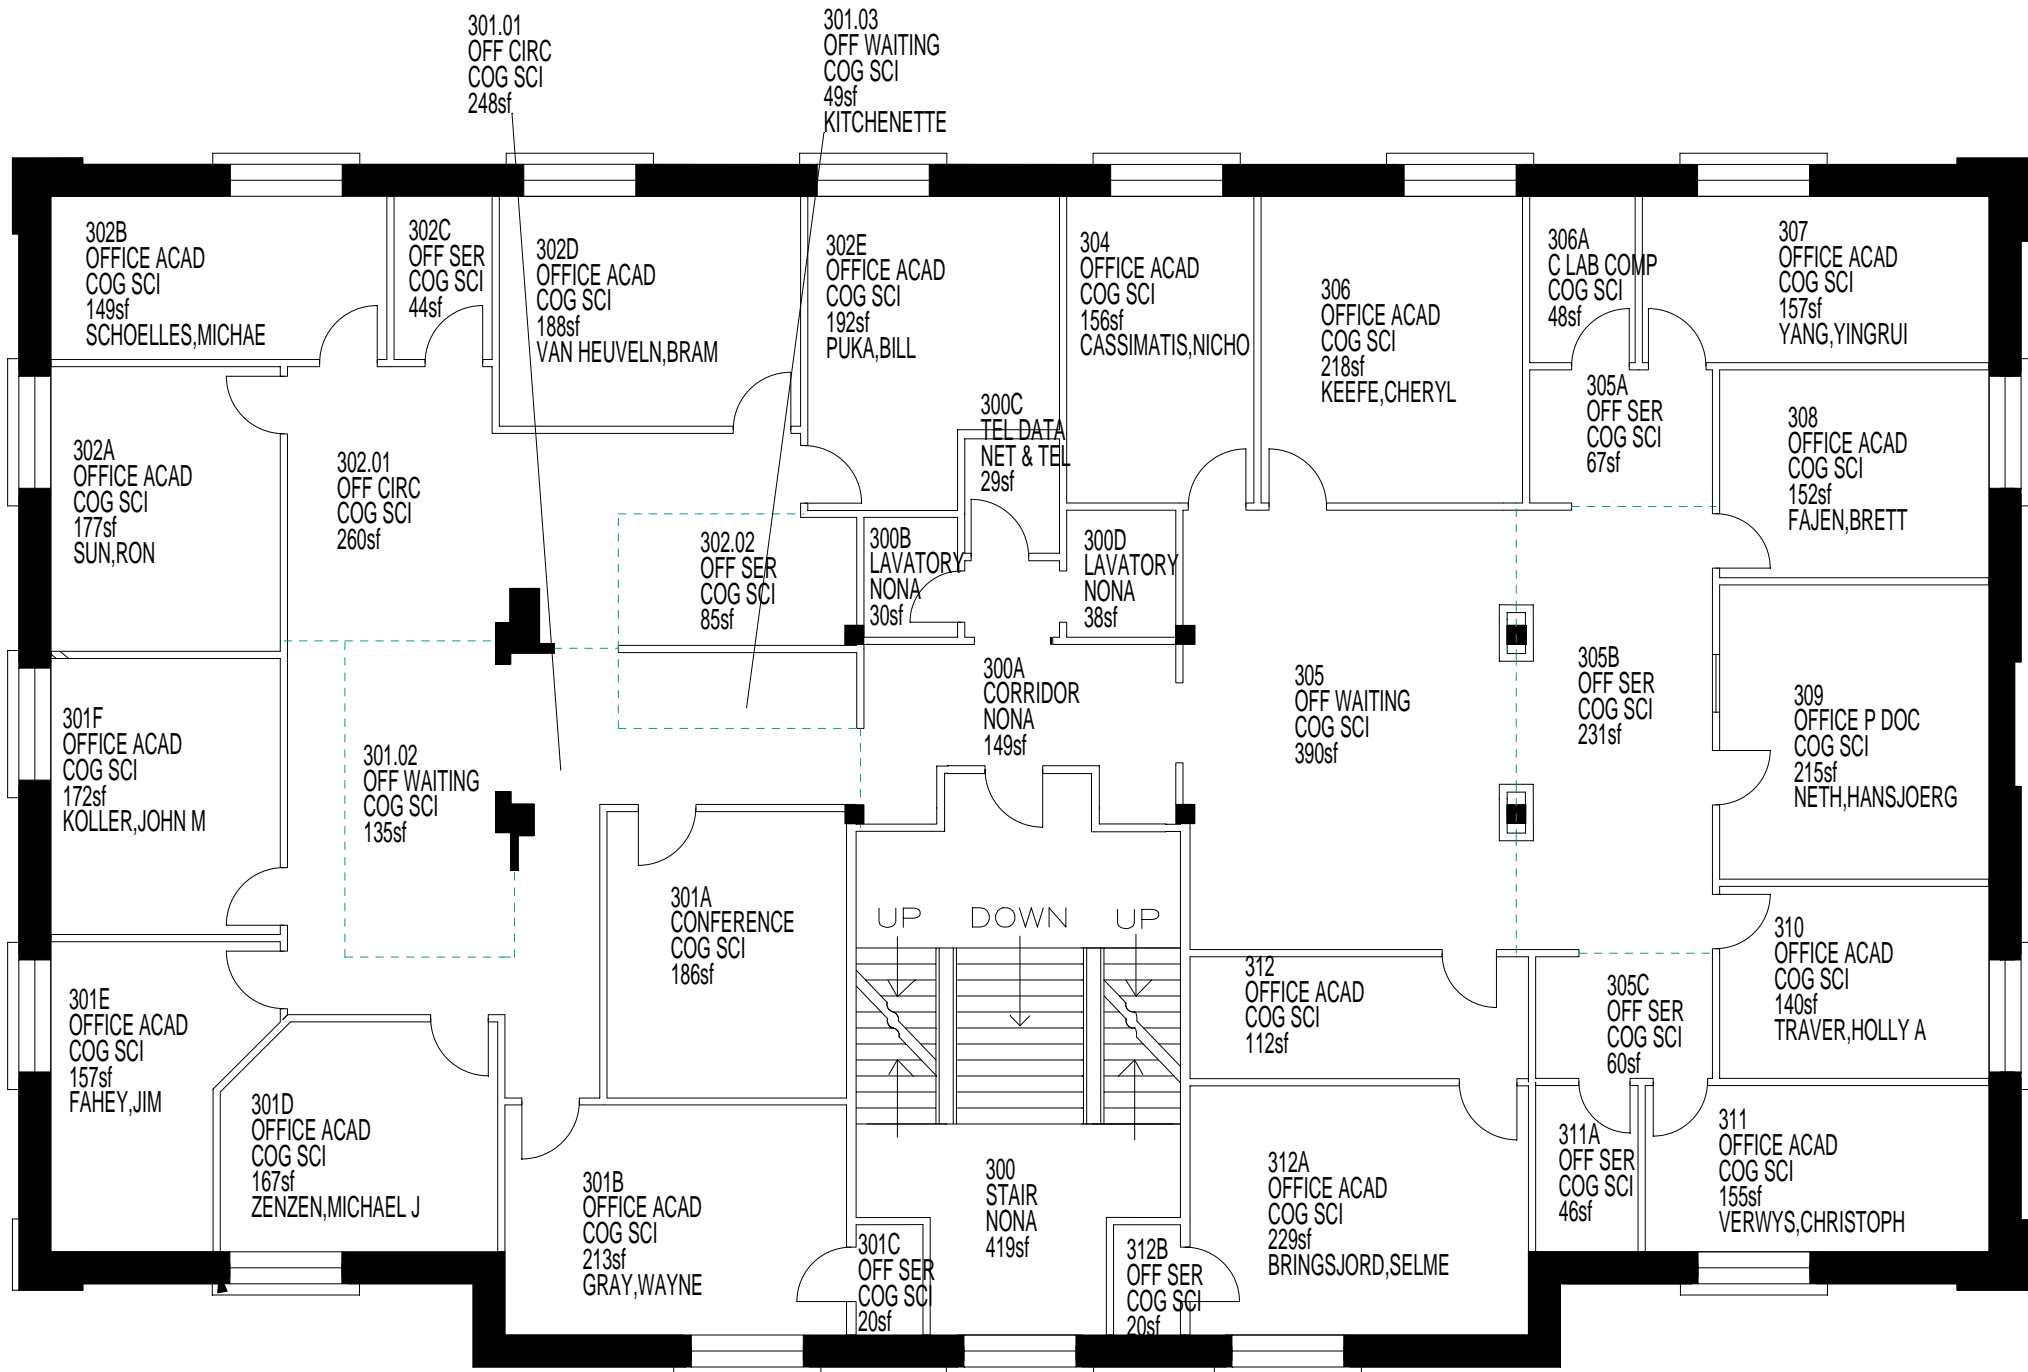 301.01
OFF CIRC
COG SCI
248sf
301.03
OFF WAITING
COG SCI
49sf
KITCHENETTE
302B
OFFICE ACAD
COG SCI
149sf
SCHOELLES,MICHAE
302C
OFF SER
COG SCI
44sf
302D
OFFICE ACAD
COG SCI
188sf
VAN HEUVELN,BRAM
302E
OFFICE ACAD
COG SCI
192sf
PUKA,BILL
304
OFFICE ACAD
COG SCI
156sf
CASSIMATIS,NICHO
306
OFFICE ACAD
COG SCI
218sf
KEEFE,CHERYL
306A
C LAB COMP
COG SCI
48sf
307
OFFICE ACAD
COG SCI
157sf
YANG,YINGRUI
302A
OFFICE ACAD
COG SCI
177sf
SUN,RON
302.01
OFF CIRC
COG SCI
260sf
300C
TEL DATA
NET & TEL
29sf
305A
OFF SER
COG SCI
67sf
308
OFFICE ACAD
COG SCI
152sf
FAJEN,BRETT
302.02
OFF SER
COG SCI
85sf
300B
LAVATORY
NONA
30sf
300D
LAVATORY
NONA
38sf
301F
OFFICE ACAD
COG SCI
172sf
KOLLER,JOHN M
301.02
OFF WAITING
COG SCI
135sf
300A
CORRIDOR
NONA
149sf
305
OFF WAITING
COG SCI
390sf
305B
OFF SER
COG SCI
231sf
309
OFFICE P DOC
COG SCI
215sf
NETH,HANSJOERG
301A
CONFERENCE
COG SCI
186sf
UP
DOWN
UP
312
OFFICE ACAD
COG SCI
112sf
305C
OFF SER
COG SCI
60sf
310
OFFICE ACAD
COG SCI
140sf
TRAVER,HOLLY A
301E
OFFICE ACAD
COG SCI
157sf
FAHEY,JIM
301D
OFFICE ACAD
COG SCI
167sf
ZENZEN,MICHAEL J
301B
OFFICE ACAD
COG SCI
213sf
GRAY,WAYNE
301C
OFF SER
COG SCI
20sf
300
STAIR
NONA
419sf
312B
OFF SER
COG SCI
20sf
312A
OFFICE ACAD
COG SCI
229sf
BRINGSJORD,SELME
311A
OFF SER
COG SCI
46sf
311
OFFICE ACAD
COG SCI
155sf
VERWYS,CHRISTOPH